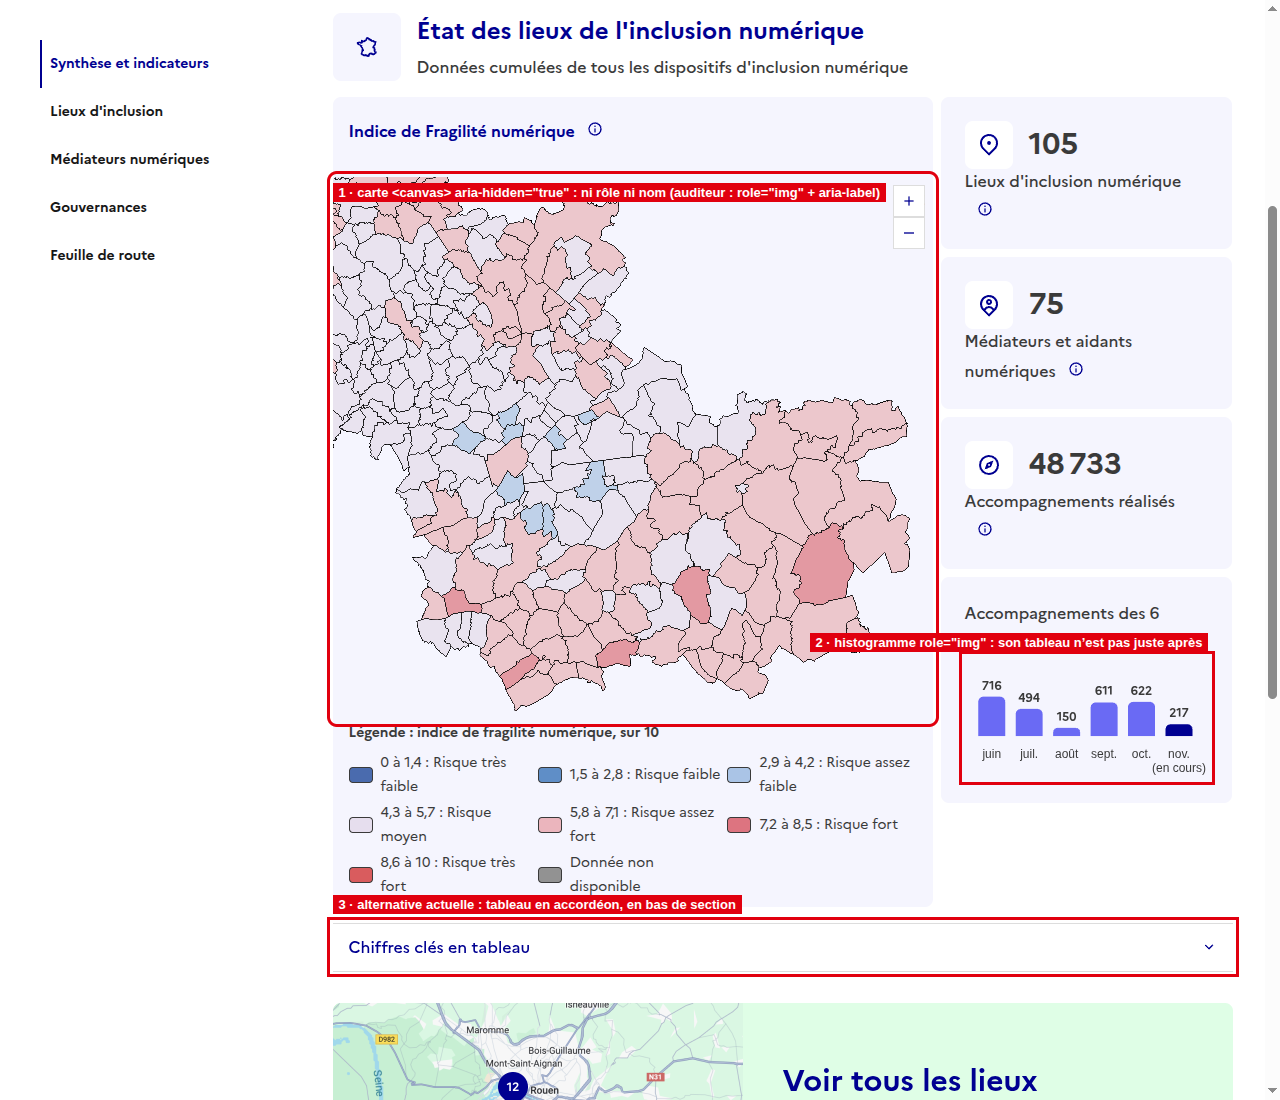 État des lieux de l'inclusion numérique
Données cumulées de tous les dispositifs d'inclusion numérique
Synthèse et indicateurs
Lieux d'inclusion
Médiateurs numériques
Gouvernances
Feuille de route
Indice de Fragilité numérique
1 · carte <canvas> aria-hidden="true" : ni rôle ni nom (auditeur : role="img" + aria-label)
+
−
105
Lieux d'inclusion numérique
75
Médiateurs et aidants
numériques
48 733
Accompagnements réalisés
Accompagnements des 6
2 · histogramme role="img" : son tableau n'est pas juste après
716
494
150
611
622
217
juin
juil.
août
sept.
oct.
nov.
(en cours)
Légende : indice de fragilité numérique, sur 10
0 à 1,4 : Risque très
faible
1,5 à 2,8 : Risque faible
2,9 à 4,2 : Risque assez
faible
4,3 à 5,7 : Risque
moyen
5,8 à 7,1 : Risque assez
fort
7,2 à 8,5 : Risque fort
8,6 à 10 : Risque très
fort
Donnée non
disponible
3 · alternative actuelle : tableau en accordéon, en bas de section
Chiffres clés en tableau
Isneauville
Maromme
D982
Bois-Guillaume
Mont-Saint-Aignan
N31
Seine
12
Rouen
Voir tous les lieux